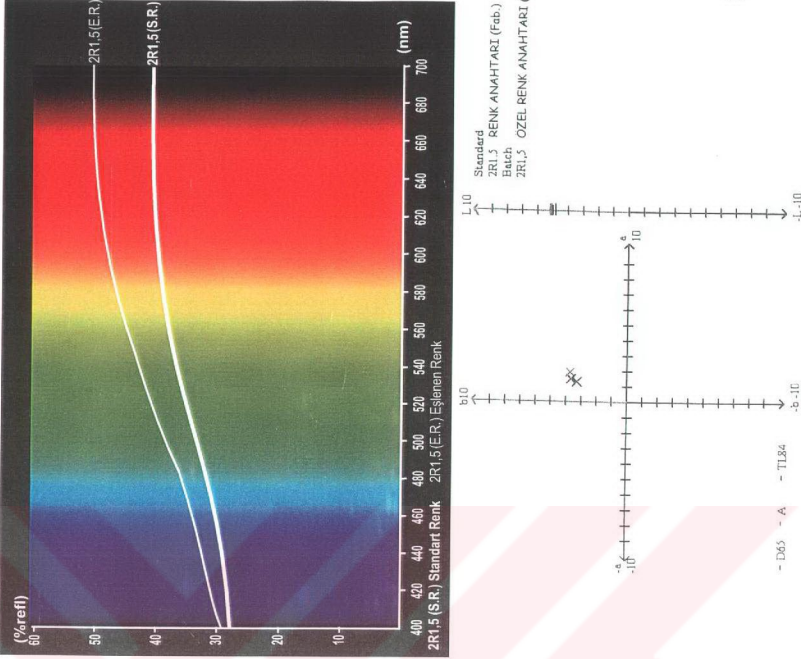 (%refl)
60
50
40
30
20
10
2R1,5(E.R.)
2R1,5(S.R.)
(nm)
400 420 440 460 480 500 520 540 560 580 600 620 640 660 680 700
2R1,5 (S.R.) Standart Renk 2R1,5(E.R.) Eşlenen Renk
Standard
2R1.5 RENK ANAHTARI (Fab.)
Batch
2R1,5 ÖZEL RENK ANAHTARI (
b10
L 10
a
10
-a
-10
-b -10
-L -10
- D65 - A - TL84